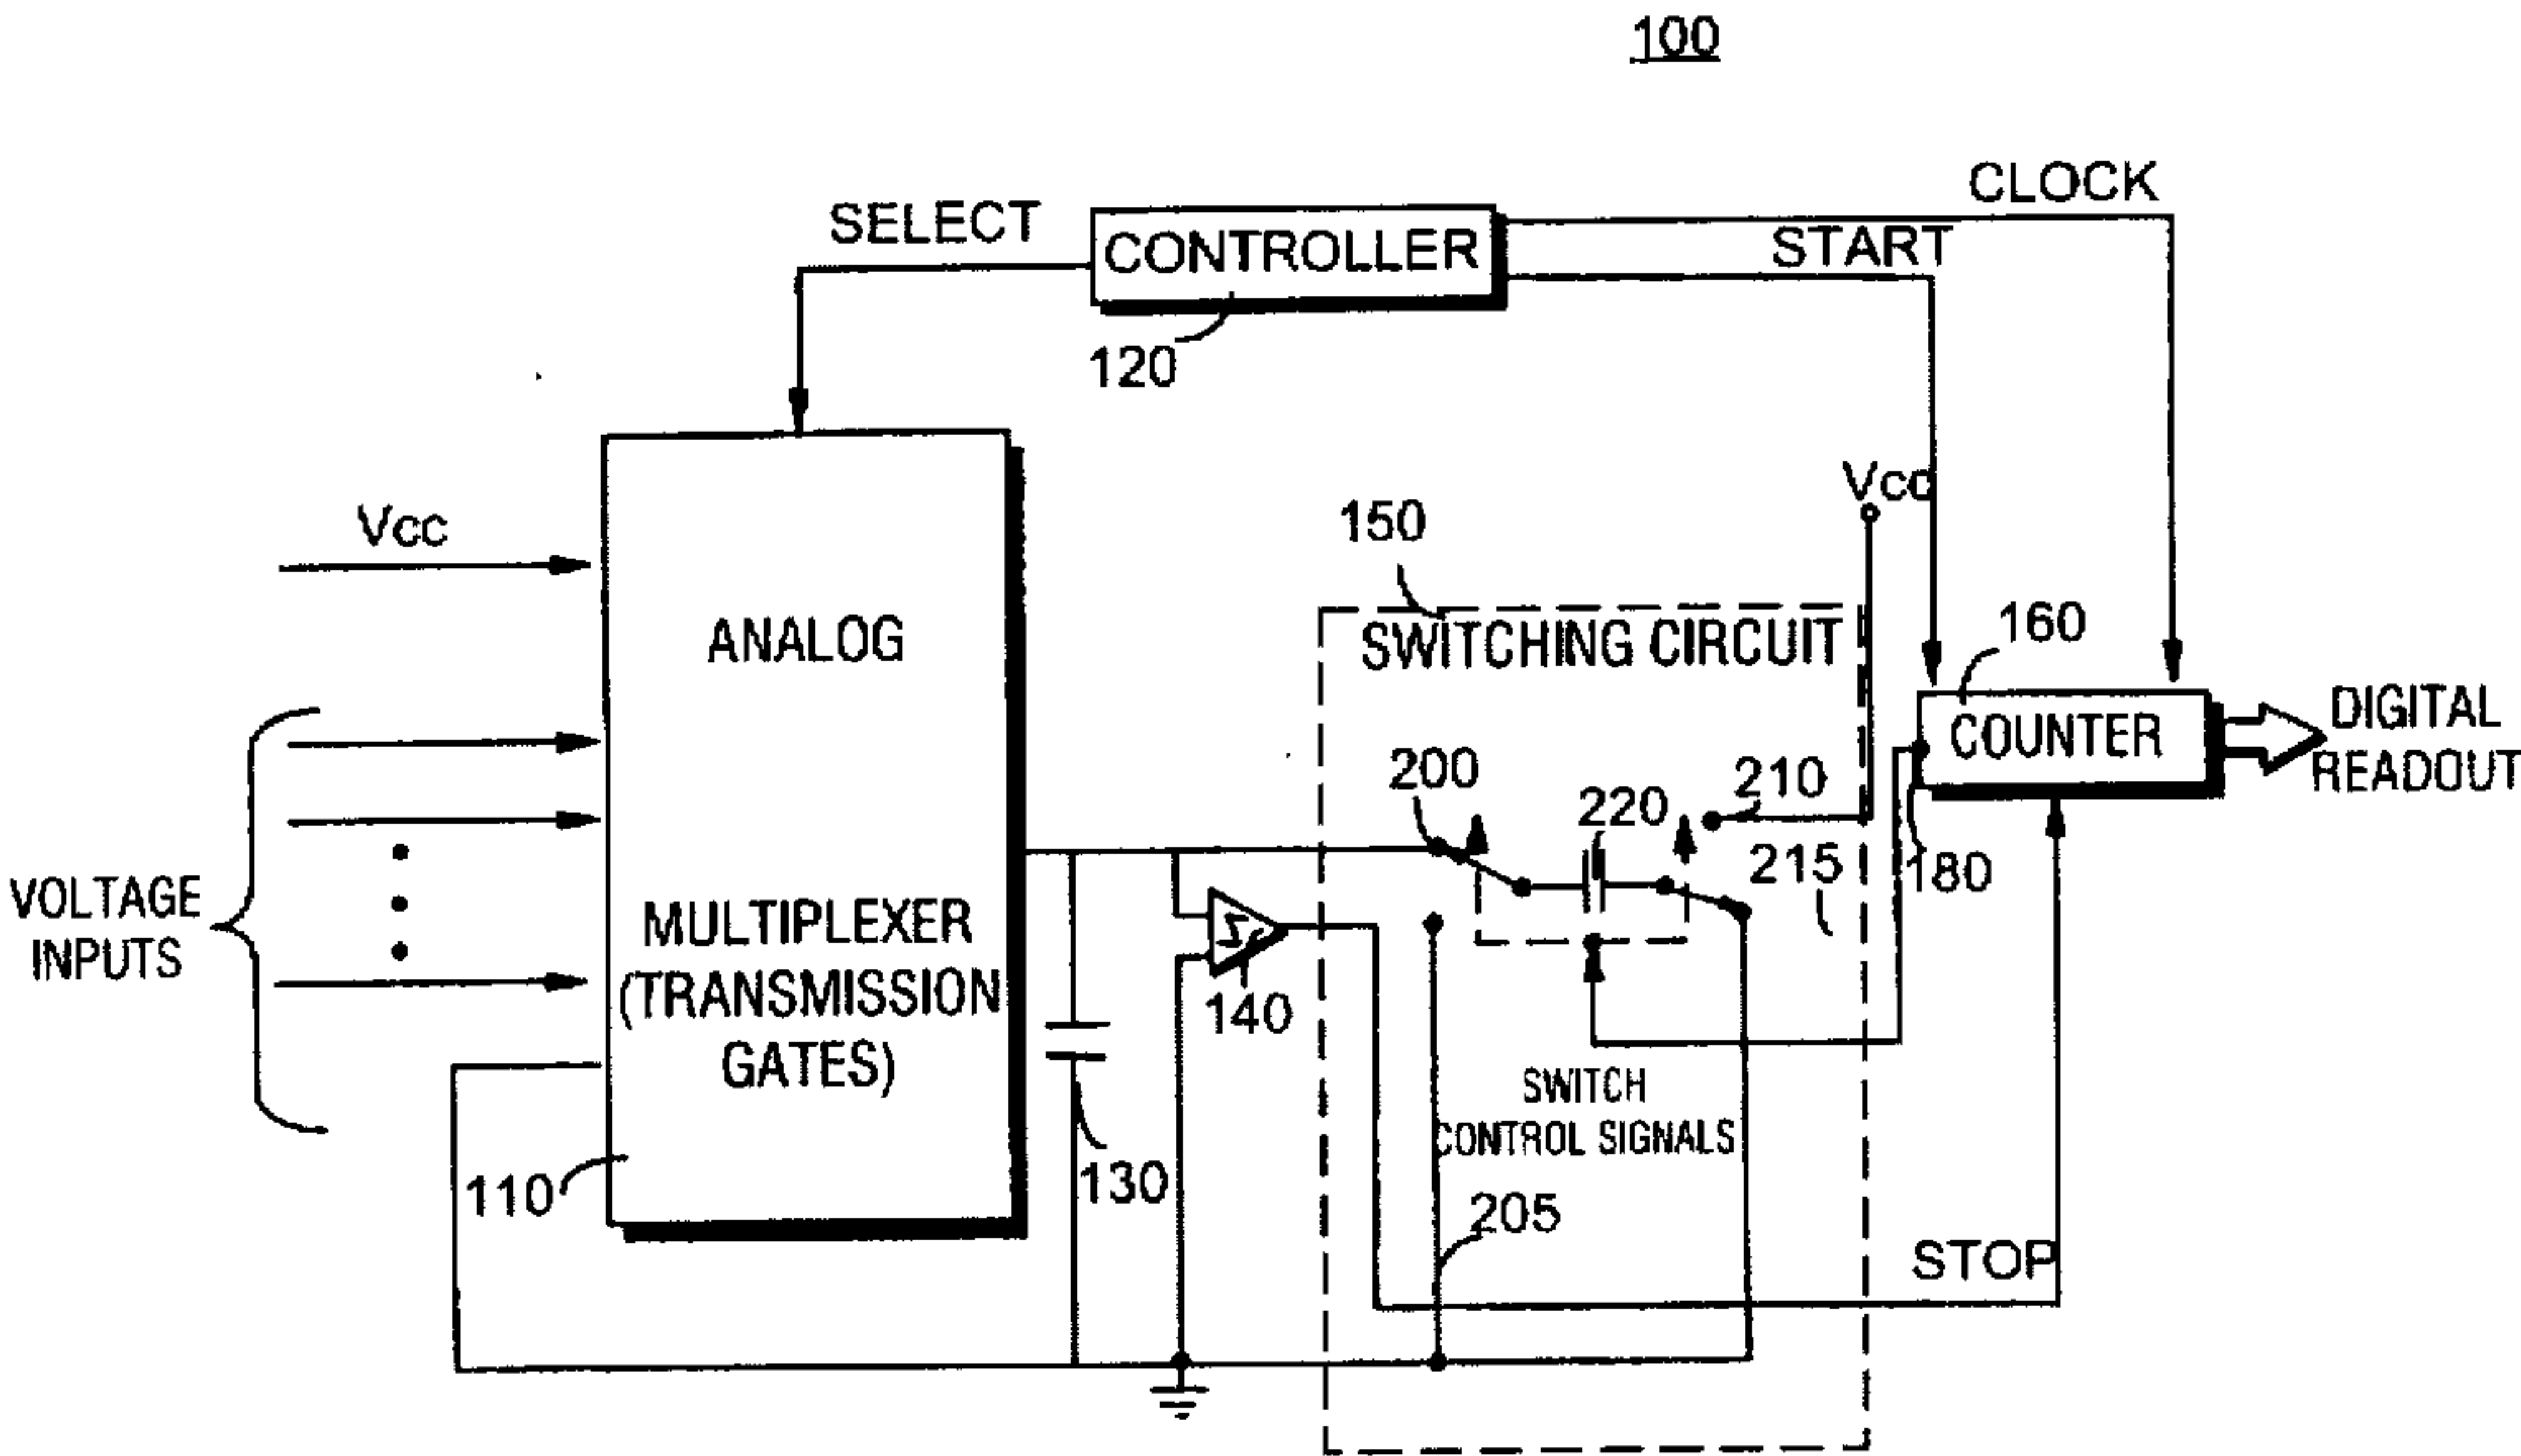 100
CLOCK
SELECT
CONTROLLER
START
120
Vcc
Vcc
150
ANALOG
SWITCHING CIRCUIT
160
COUNTER
DIGITAL
READOUT
200
220
210
215
180
VOLTAGE
INPUTS
MULTIPLEXER
(TRANSMISSION
GATES)
140
SWITCH
CONTROL SIGNALS
110
130
205
STOP